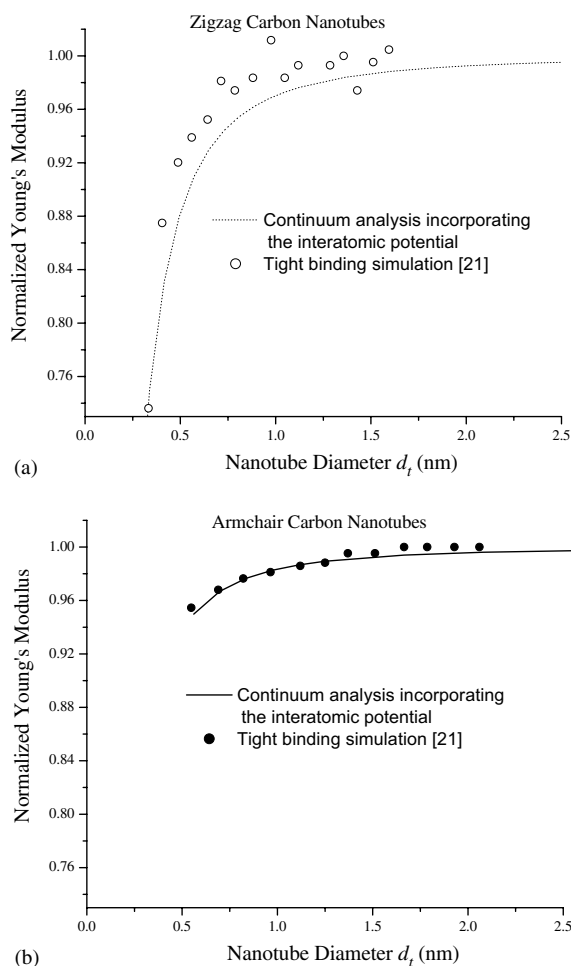 Zigzag Carbon Nanotubes
Normalized Young's Modulus
1.00
0.96
0.92
0.88
0.84
0.80
0.76
Continuum analysis incorporating
the interatomic potential
Tight binding simulation [21]
0.0 0.5 1.0 1.5 2.0 2.5
(a)
Nanotube Diameter dt (nm)
Armchair Carbon Nanotubes
Normalized Young's Modulus
1.00
0.96
0.92
0.88
0.84
0.80
0.76
Continuum analysis incorporating
the interatomic potential
Tight binding simulation [21]
0.0 0.5 1.0 1.5 2.0 2.5
(b)
Nanotube Diameter dt (nm)